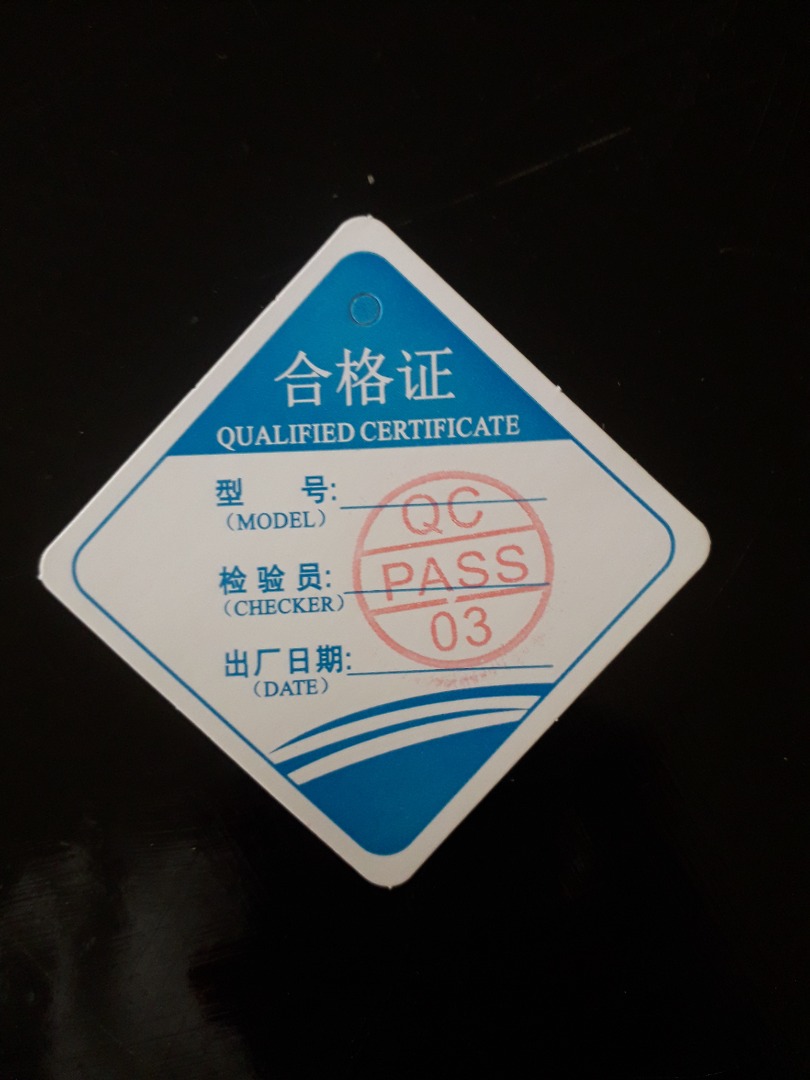 合格证
QUALIFIED CERTIFICATE
型 号:
(MODEL)
检验员:
(CHECKER)
出厂日期:
(DATE)
QC
PASS
03